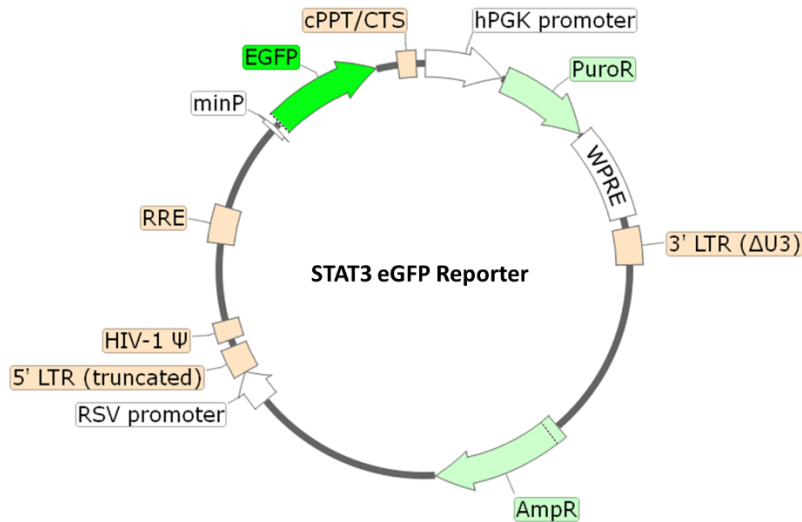 cPPT/CTS
hPGK promoter
EGFP
PuroR
minP
WPRE
RRE
3' LTR (ΔU3)
STAT3 eGFP Reporter
HIV-1 Ψ
5' LTR (truncated)
RSV promoter
AmpR